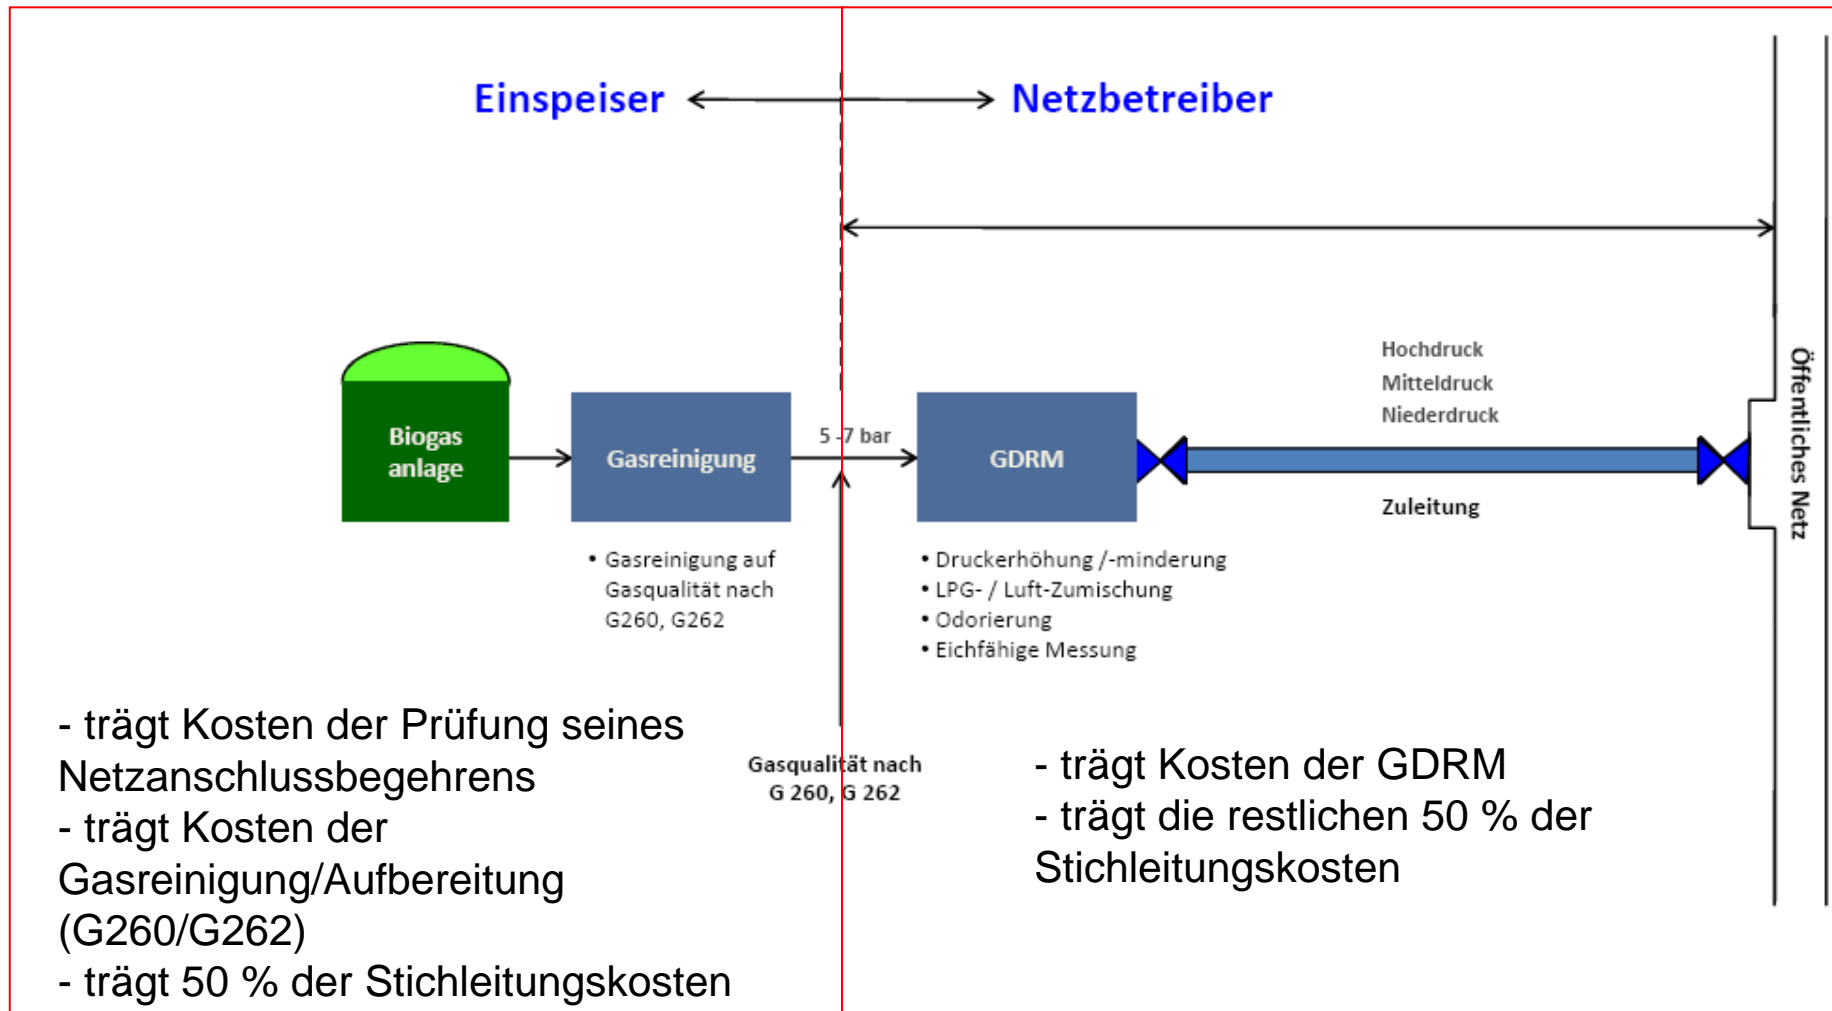 Einspeiser
Netzbetreiber
Hochdruck
Mitteldruck
Niederdruck
Öffentliches Netz
Biogas
anlage
Gasreinigung
5 -7 bar
GDRM
Zuleitung
• Gasreinigung auf
Gasqualität nach
G260, G262
• Druckerhöhung /-minderung
• LPG- / Luft-Zumischung
• Odorierung
• Eichfähige Messung
- trägt Kosten der Prüfung seines
Netzanschlussbegehrens
- trägt Kosten der
Gasreinigung/Aufbereitung
(G260/G262)
- trägt 50 % der Stichleitungskosten
Gasqualität nach
G 260, G 262
- trägt Kosten der GDRM
- trägt die restlichen 50 % der
Stichleitungskosten